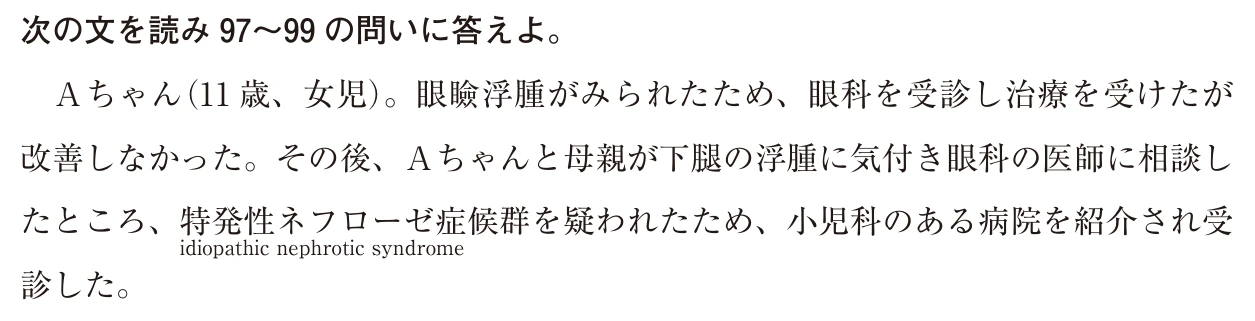 次の文を読み 97〜99 の問いに答えよ。
Aちゃん(11 歳、女児)。眼瞼浮腫がみられたため、眼科を受診し治療を受けたが
改善しなかった。その後、Aちゃんと母親が下腿の浮腫に気付き眼科の医師に相談し
たところ、特発性ネフローゼ症候群を疑われたため、小児科のある病院を紹介され受
idiopathic nephrotic syndrome
診した。